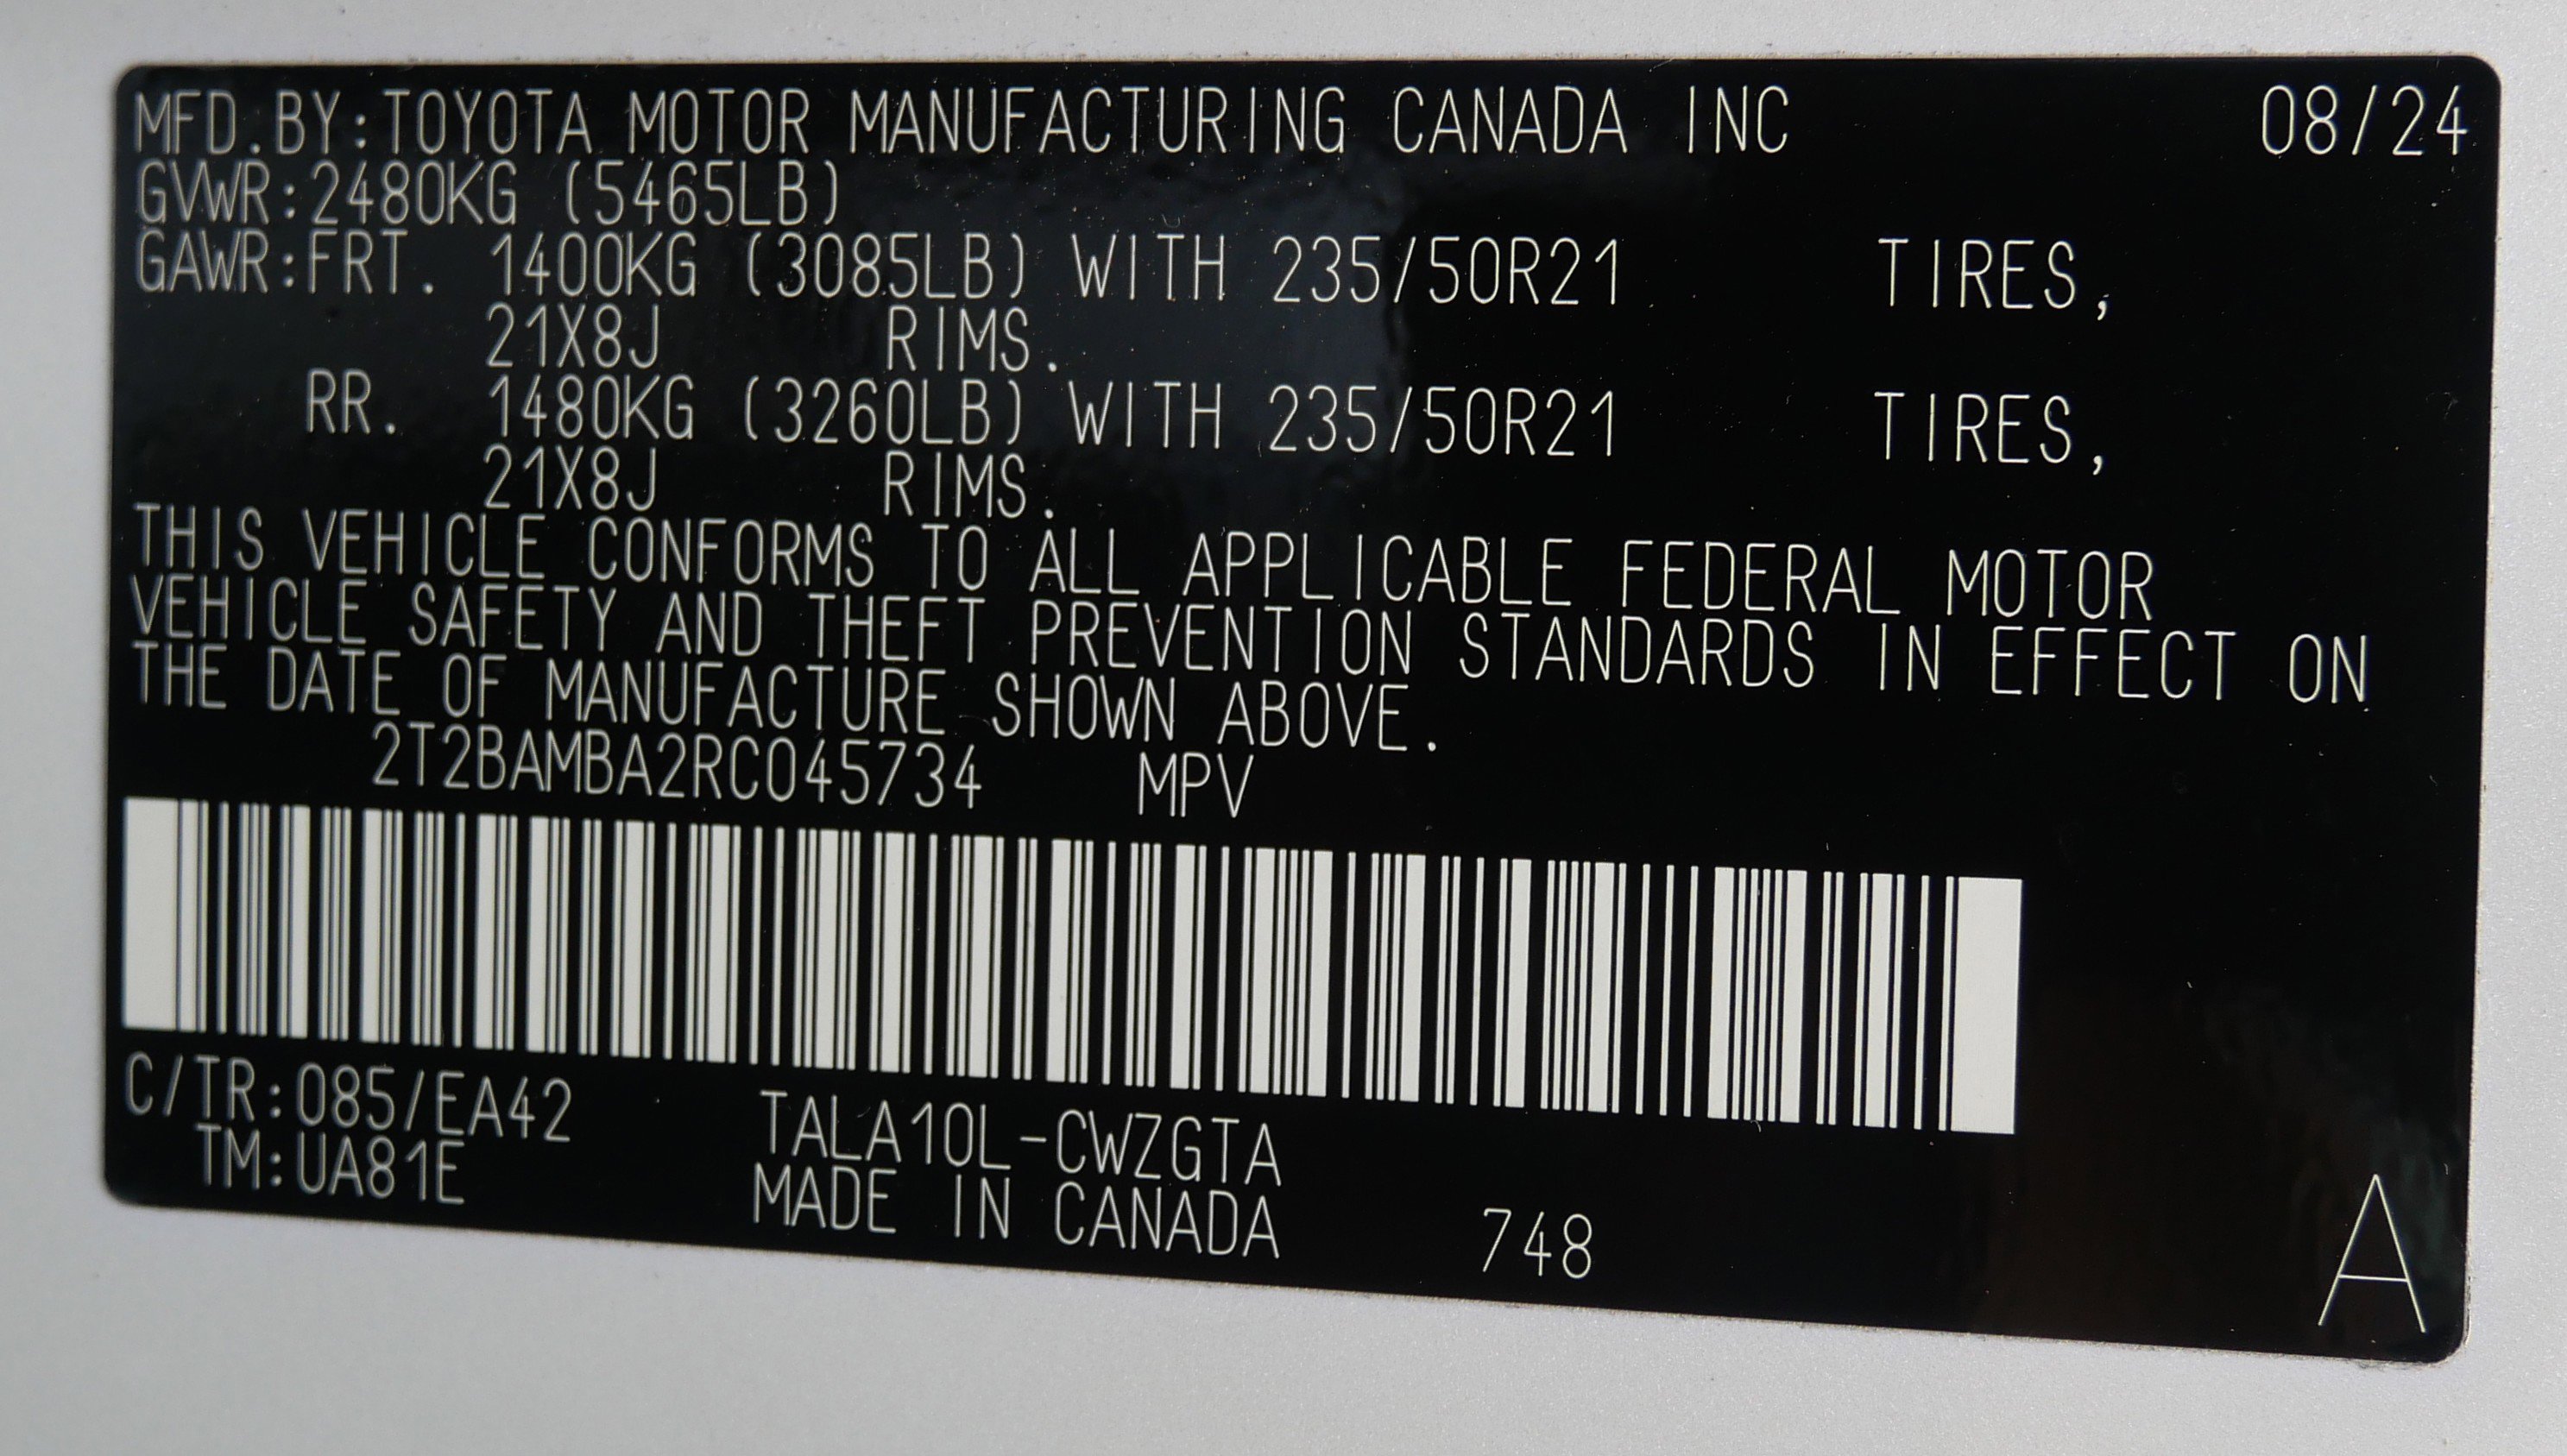 MFD.BY:TOYOTA MOTOR MANUFACTURING CANADA INC 08/24
GVWR:2480KG (5465LB)
GAWR:FRT. 1400KG (3085LB) WITH 235/50R21 TIRES,
21X8J RIMS.
RR. 1480KG (3260LB) WITH 235/50R21 TIRES,
21X8J RIMS.
THIS VEHICLE CONFORMS TO ALL APPLICABLE FEDERAL MOTOR
VEHICLE SAFETY AND THEFT PREVENTION STANDARDS IN EFFECT ON
THE DATE OF MANUFACTURE SHOWN ABOVE.
2T2BAMBA2RC045734 MPV
C/TR:085/EA42 TALA10L-CWZGTA
TM:UA81E MADE IN CANADA 748
A